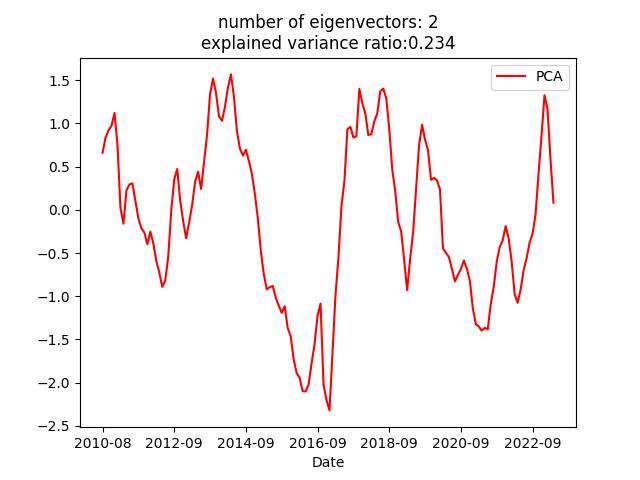 number of eigenvectors: 2
explained variance ratio:0.234
PCA
1.5
1.0
0.5
0.0
−0.5
−1.0
−1.5
−2.0
−2.5
2010-08 2012-09 2014-09 2016-09 2018-09 2020-09 2022-09
Date